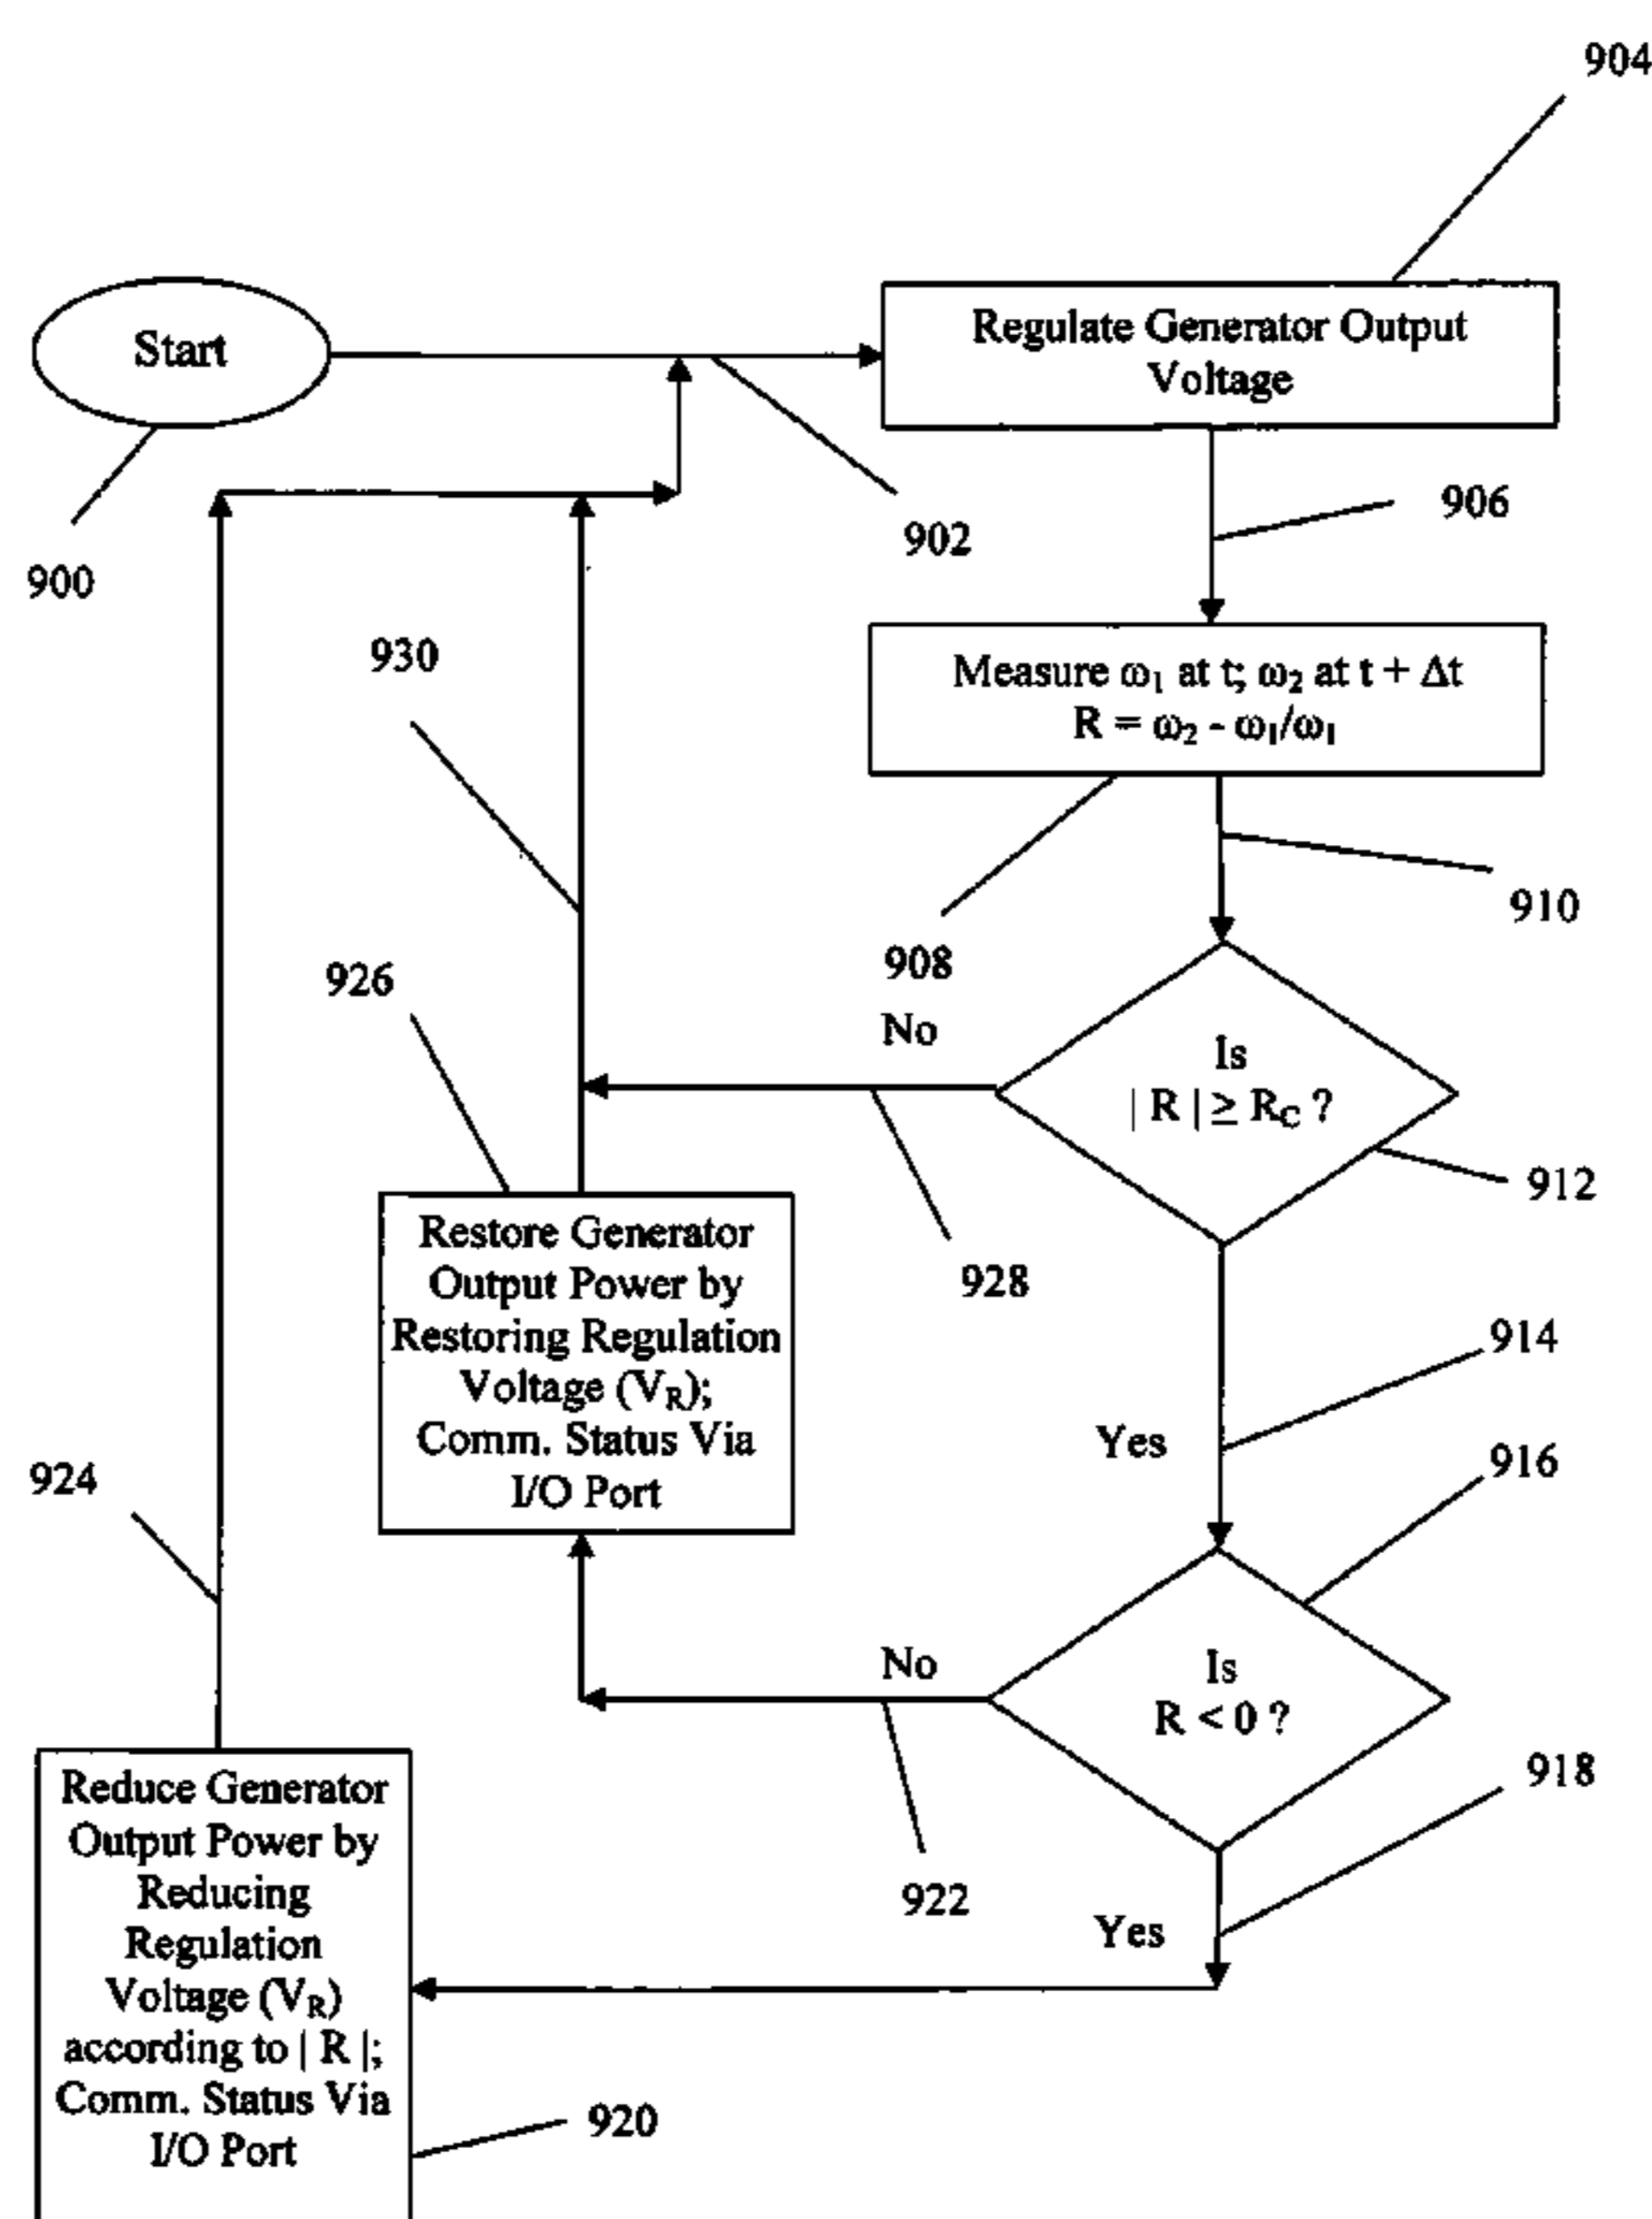 904
Start
Regulate Generator Output
Voltage
906
902
900
930
Measure ω₁ at t; ω₂ at t + Δt
R = ω₂ - ω₁/ω₁
910
908
926
No
Is
| R | ≥ R_C ?
912
Restore Generator
Output Power by
Restoring Regulation
Voltage (V_R);
Comm. Status Via
I/O Port
928
914
Yes
916
924
No
Is
R < 0 ?
918
Reduce Generator
Output Power by
Reducing
Regulation
Voltage (V_R)
according to | R |;
Comm. Status Via
I/O Port
922
Yes
920